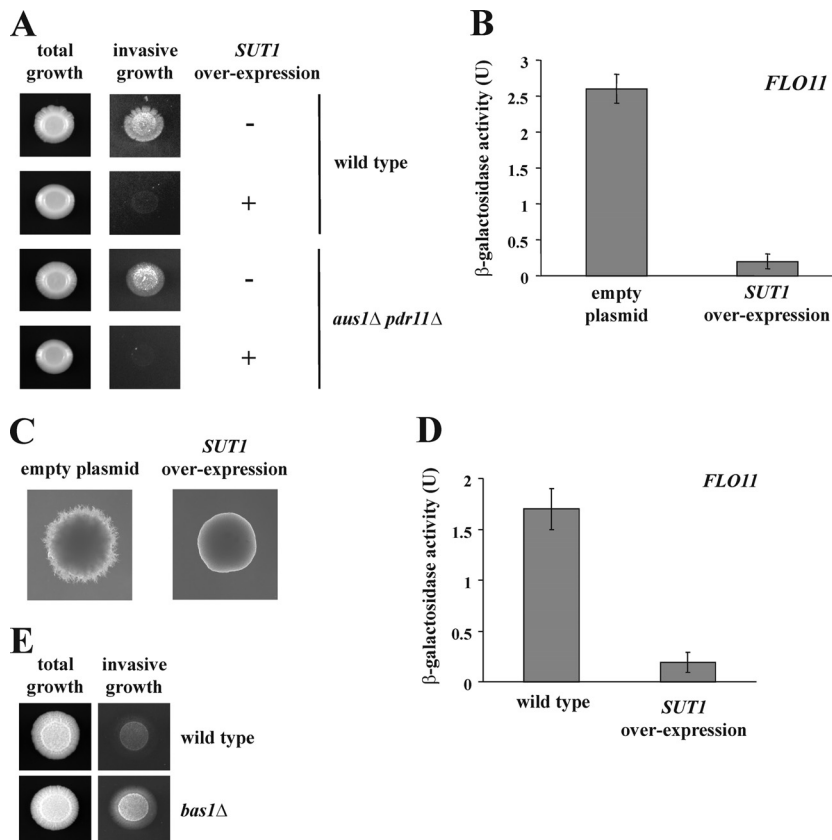 A
total growth
invasive growth
SUT1 over-expression
-
wild type
+
-
aus1Δ pdr11Δ
+
B
β-galactosidase activity (U)
3
2.5
2
1.5
1
0.5
0
FLO11
empty plasmid
SUT1 over-expression
C
empty plasmid
SUT1 over-expression
D
β-galactosidase activity (U)
2
1.5
1
0.5
0
FLO11
wild type
SUT1 over-expression
E
total growth
invasive growth
wild type
bas1Δ